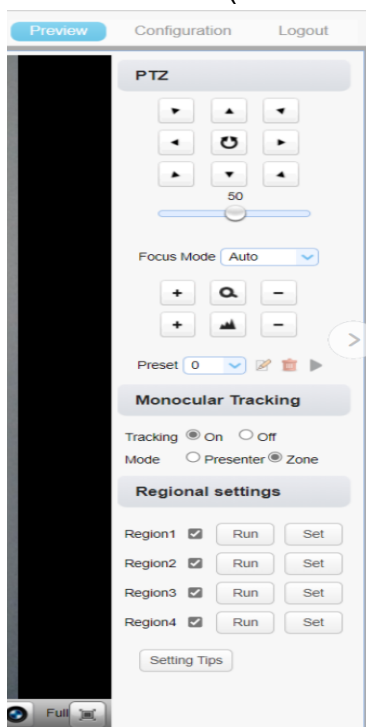 Preview Configuration Logout
PTZ
50
Focus Mode Auto
Preset 0
Monocular Tracking
Tracking On Off
Mode Presenter Zone
Regional settings
Region1 Run Set
Region2 Run Set
Region3 Run Set
Region4 Run Set
Setting Tips
Full